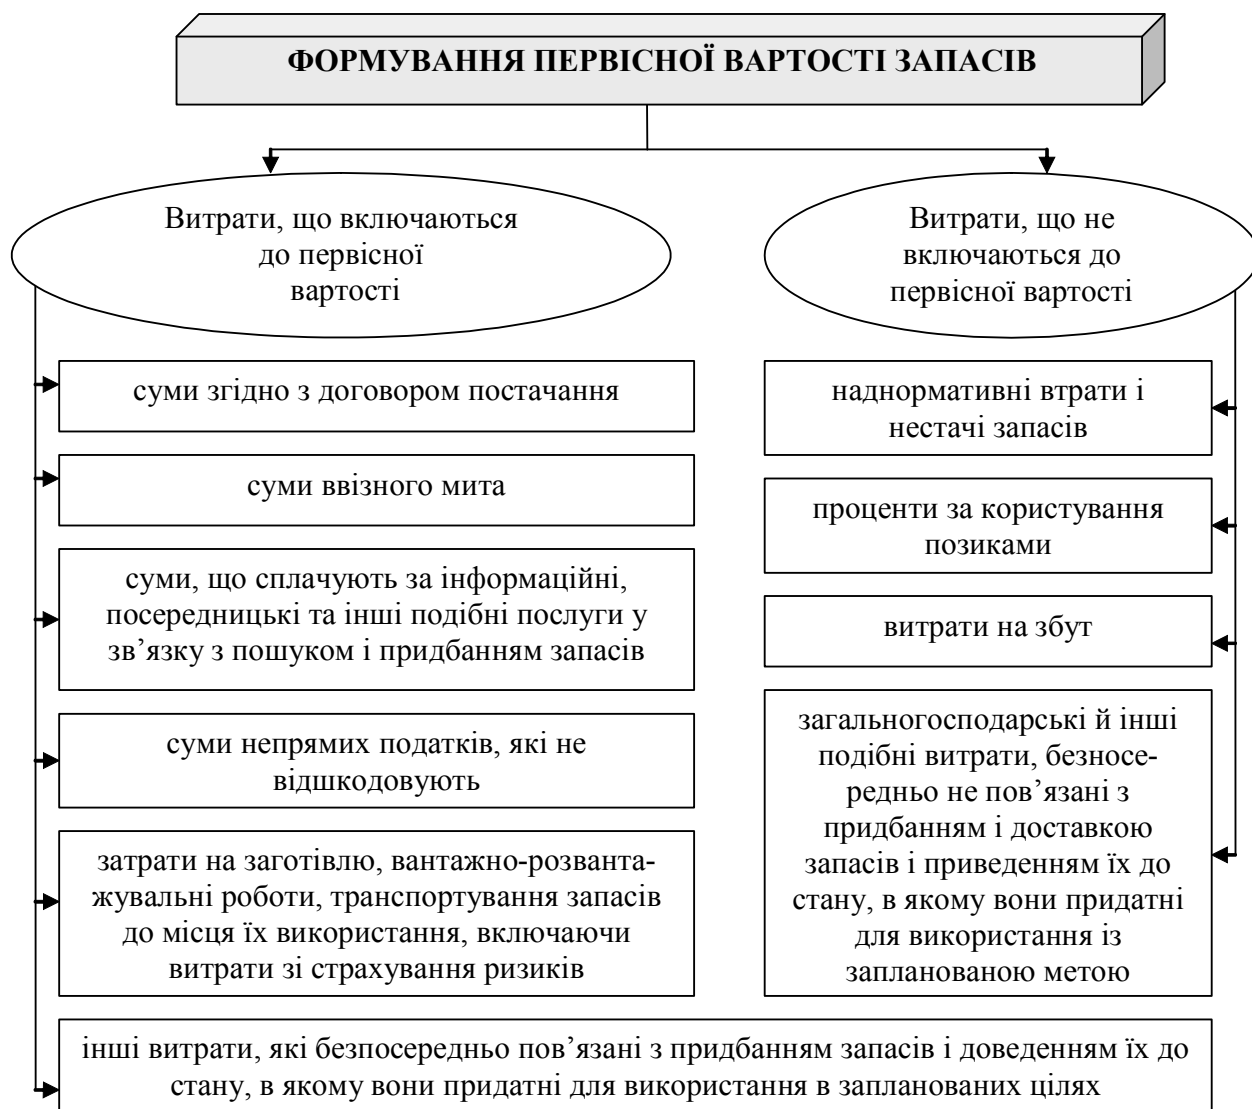 ФОРМУВАННЯ ПЕРВІСНОЇ ВАРТОСТІ ЗАПАСІВ
Витрати, що включаються
до первісної
вартості
суми згідно з договором постачання
суми ввізного мита
суми, що сплачують за інформаційні,
посередницькі та інші подібні послуги у
зв’язку з пошуком і придбанням запасів
суми непрямих податків, які не
відшкодовують
затрати на заготівлю, вантажно-розванта-
жувальні роботи, транспортування запасів
до місця їх використання, включаючи
витрати зі страхування ризиків
Витрати, що не
включаються до
первісної вартості
наднормативні втрати і
нестачі запасів
проценти за користування
позиками
витрати на збут
загальногосподарські й інші
подібні витрати, безносе-
редньо не пов’язані з
придбанням і доставкою
запасів і приведенням їх до
стану, в якому вони придатні
для використання із
запланованою метою
інші витрати, які безпосередньо пов’язані з придбанням запасів і доведенням їх до
стану, в якому вони придатні для використання в запланованих цілях